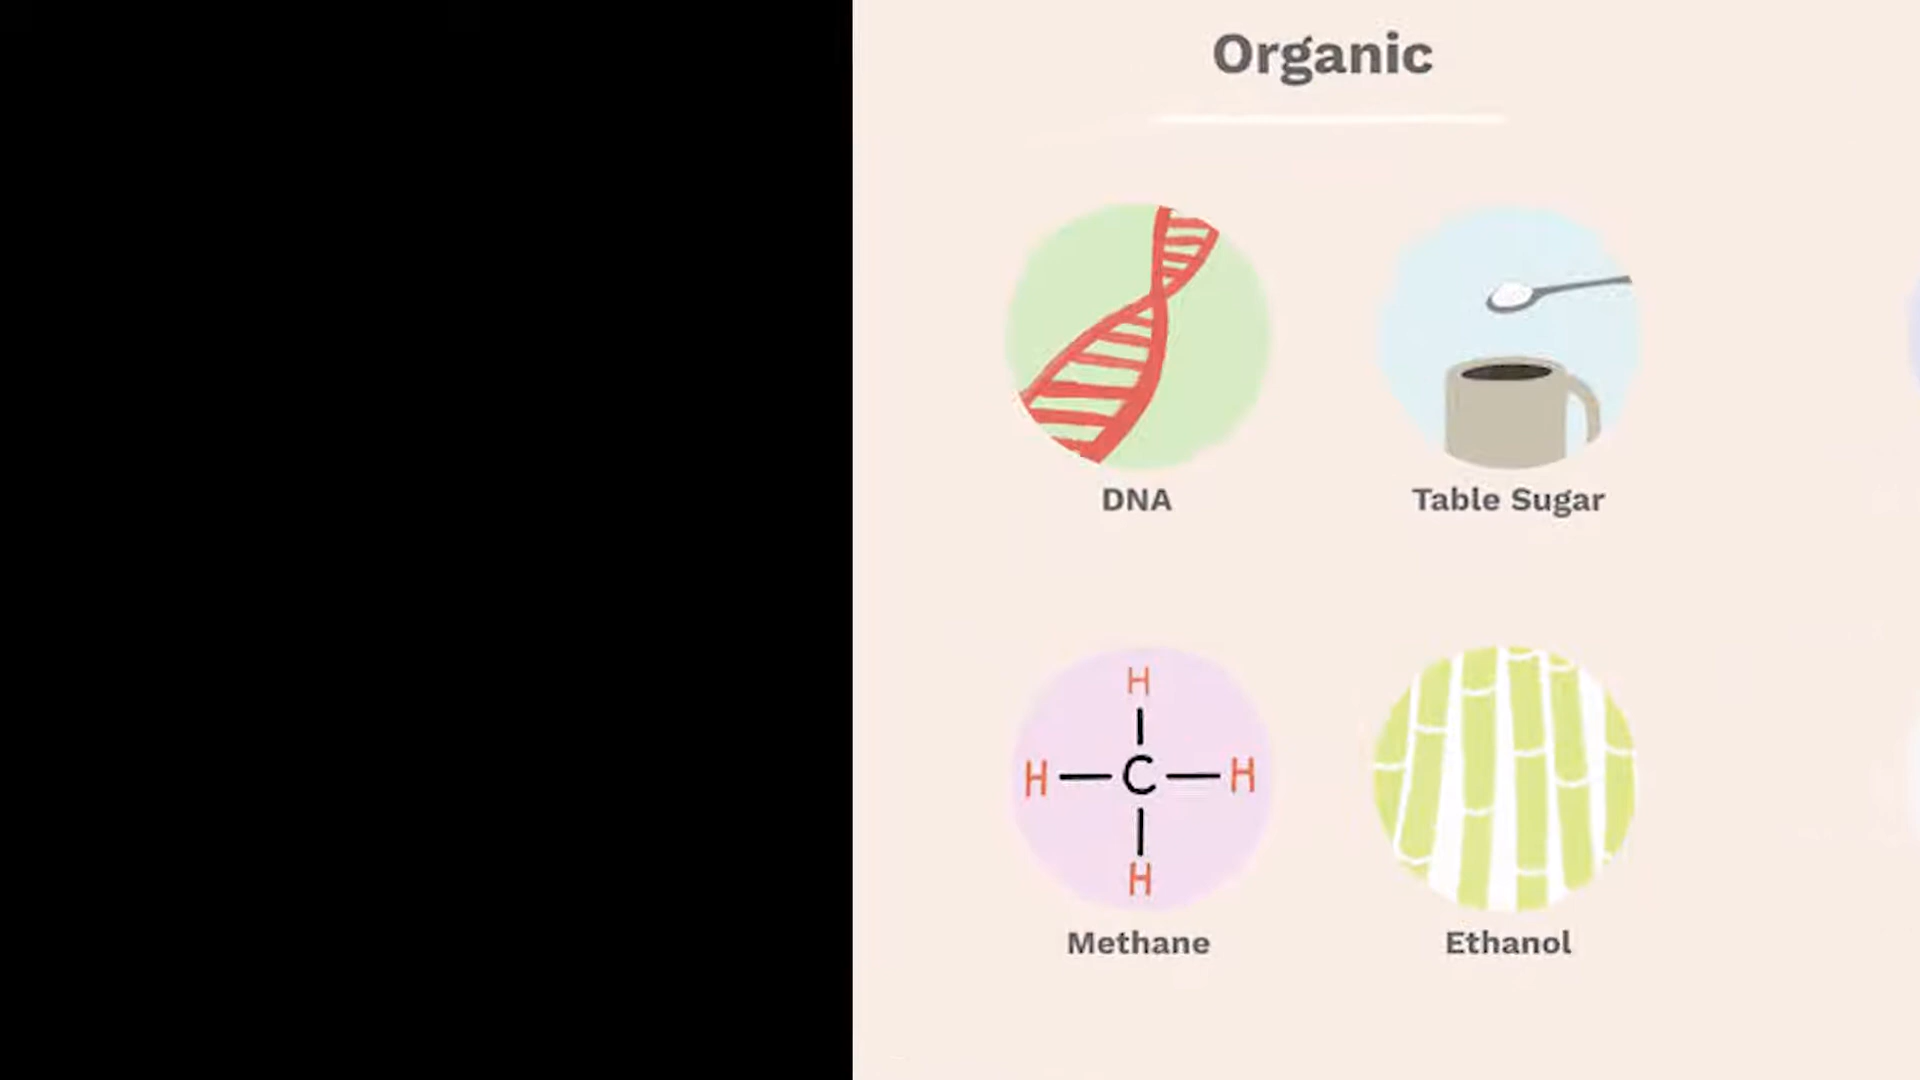 Organic
DNA
Table Sugar
H
H C H
H
Methane
Ethanol